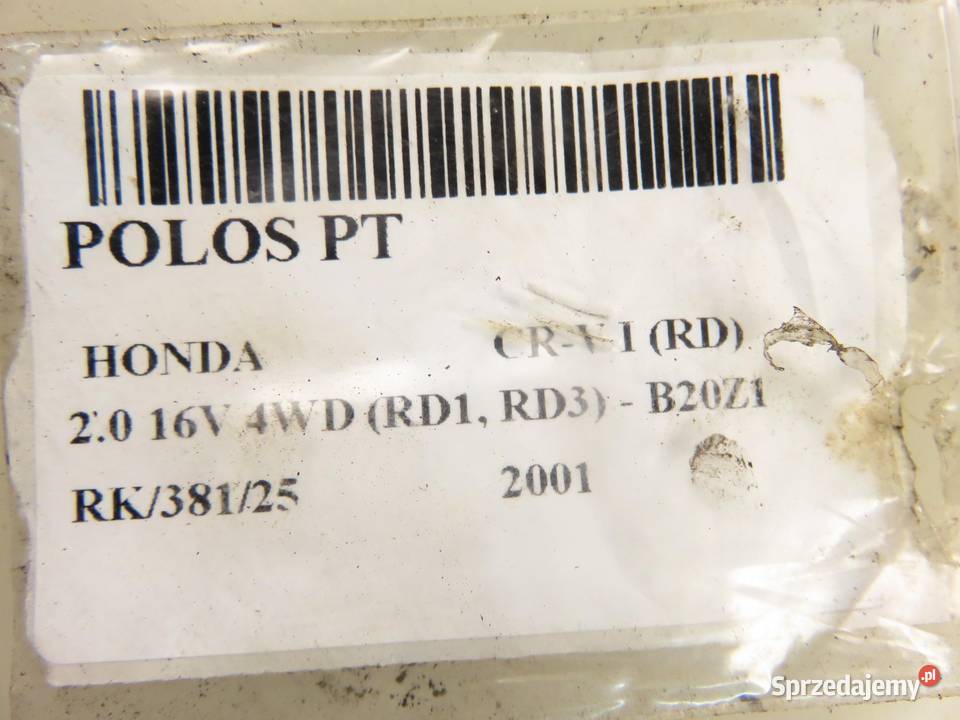 POLOS PT
HONDA CR-V I (RD)
2.0 16V 4WD (RD1, RD3) - B20Z1
RK/381/25 2001
Sprzedajemy.pl